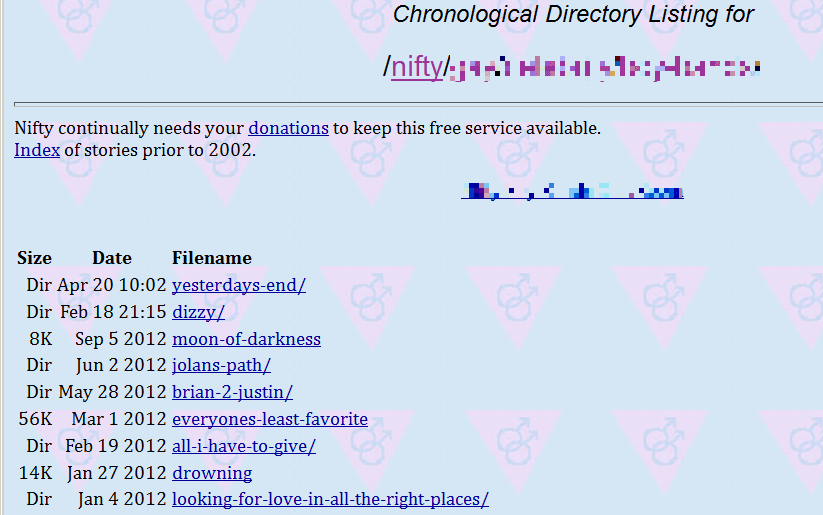 Chronological Directory Listing for
/nifty/
Nifty continually needs your donations to keep this free service available.
Index of stories prior to 2002.
Size Date Filename
Dir Apr 20 10:02 yesterdays-end/
Dir Feb 18 21:15 dizzy/
8K Sep 5 2012 moon-of-darkness
Dir Jun 2 2012 jolans-path/
Dir May 28 2012 brian-2-justin/
56K Mar 1 2012 everyones-least-favorite
Dir Feb 19 2012 all-i-have-to-give/
14K Jan 27 2012 drowning
Dir Jan 4 2012 looking-for-love-in-all-the-right-places/